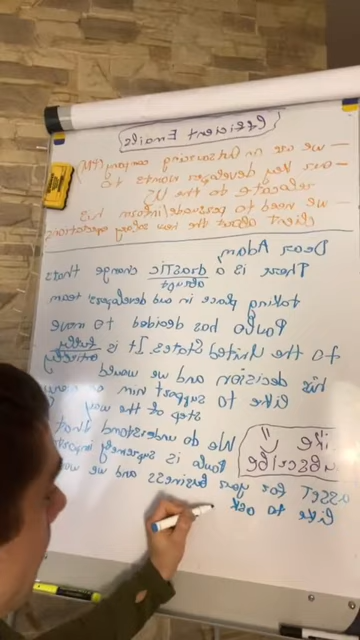 Efficient Emails
- we are an Outsourcing company (PM)
- our key developer wants to
relocate to the US
- we need to persuade/inform his
client about the new salary expectations
Dear Adam,
There is a drastic change that's
abrupt
taking place in our developers' team
Paulo has decided to move
to the United States. It is fully
entirely
his decision and we would
like to support him on every
step of the way
We do understand that
Paulo is supremely
asset for your business and we
like to ask
like
subscribe